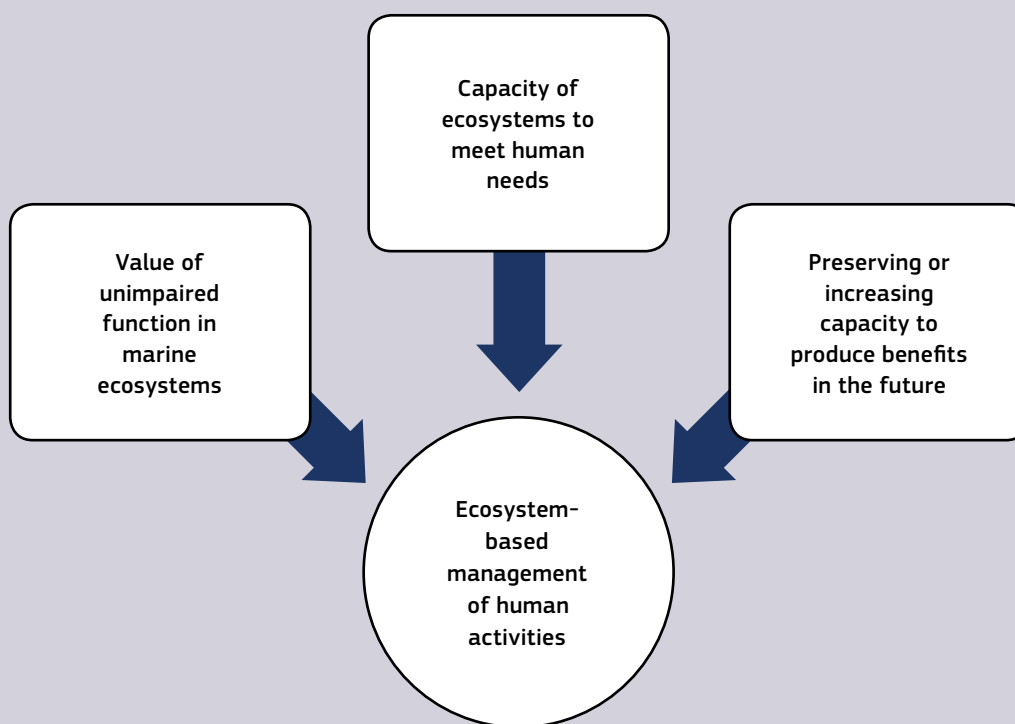 Capacity of
ecosystems to
meet human
needs
Value of
unimpaired
function in
marine
ecosystems
Preserving or
increasing
capacity to
produce benefits
in the future
Ecosystem-
based
management
of human
activities